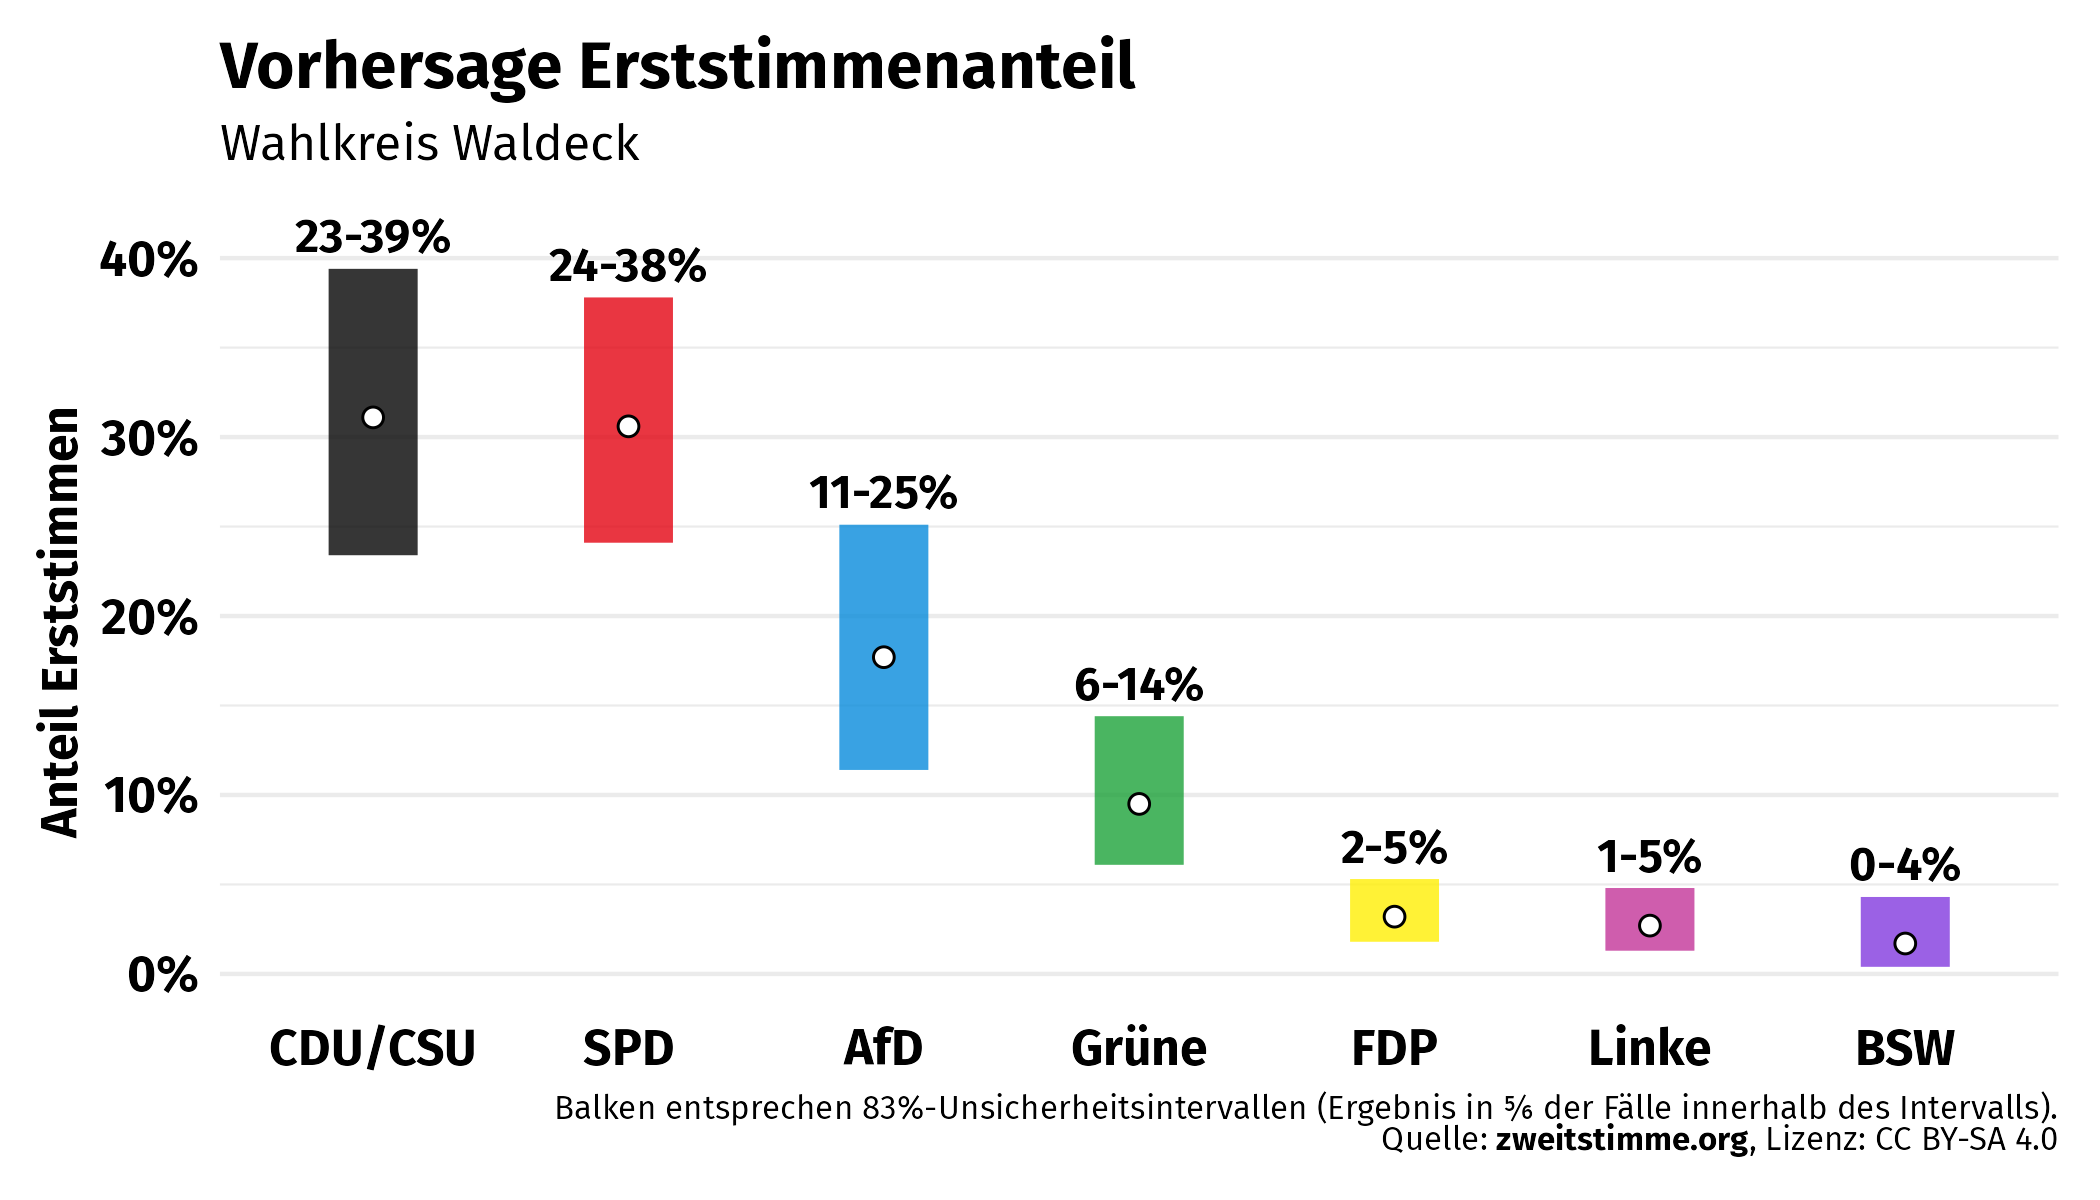 Vorhersage Erststimmenanteil
Wahlkreis Waldeck
Anteil Erststimmen
40%
30%
20%
10%
0%
23-39%
24-38%
11-25%
6-14%
2-5%
1-5%
0-4%
CDU/CSU SPD AfD Grüne FDP Linke BSW
Balken entsprechen 83%-Unsicherheitsintervallen (Ergebnis in ⅚ der Fälle innerhalb des Intervalls).
Quelle: zweitstimme.org, Lizenz: CC BY-SA 4.0